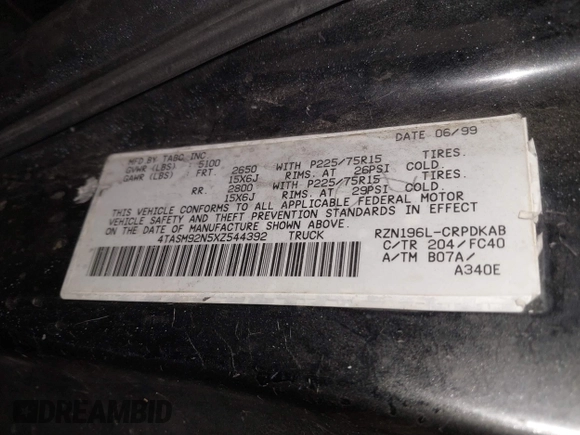 DATE 06/99
MFD BY TABC, INC
GVWR (LBS) 5100
GAWR (LBS) FRT. 2650 WITH P225/75R15 TIRES.
15X6J RIMS. AT 26PSI COLD.
RR. 2800 WITH P225/75R15 TIRES.
15X6J RIMS. AT 29PSI COLD.
THIS VEHICLE CONFORMS TO ALL APPLICABLE FEDERAL MOTOR
VEHICLE SAFETY AND THEFT PREVENTION STANDARDS IN EFFECT
ON THE DATE OF MANUFACTURE SHOWN ABOVE.
4TASM92N5XZ544392 TRUCK RZN196L-CRPDKAB
C/TR 204/FC40
A/TM B07A/
A340E
DREAMBID